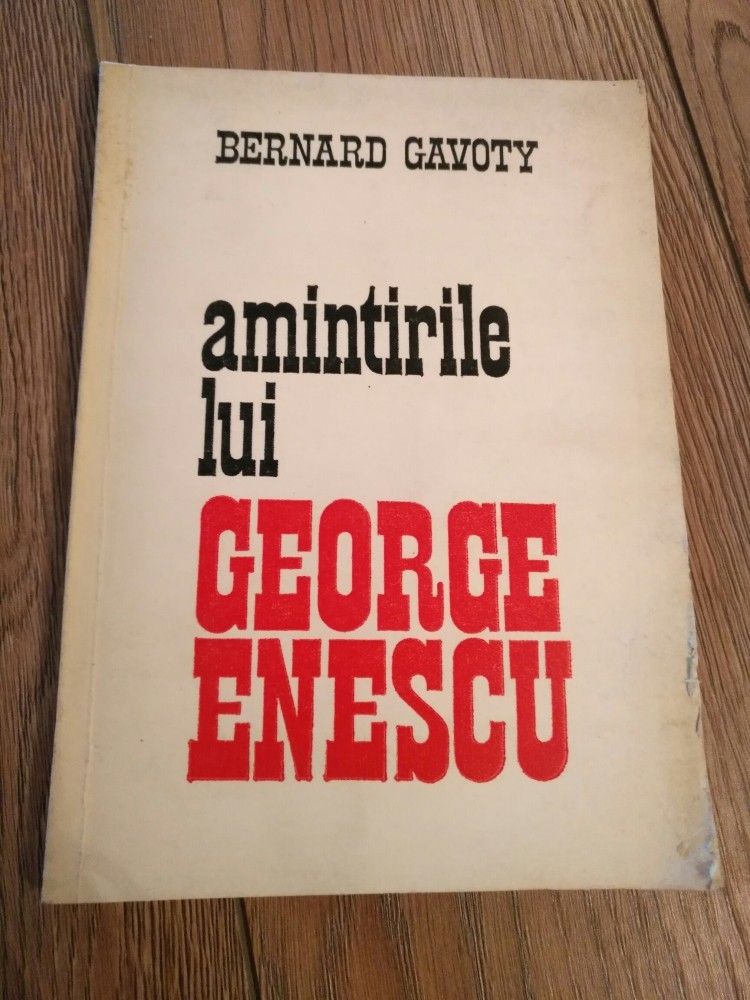 BERNARD GAVOTY
amintirile
lui
GEORGE
ENESCU